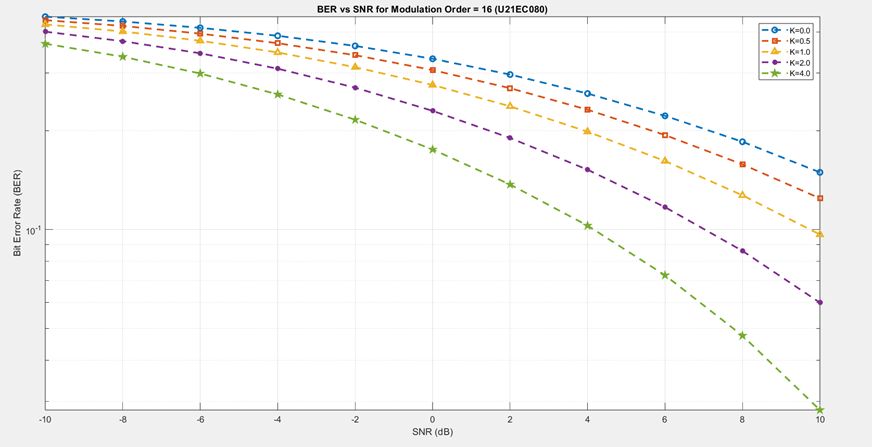 BER vs SNR for Modulation Order = 16 (U21EC080)
K=0.0
K=0.5
K=1.0
K=2.0
K=4.0
Bit Error Rate (BER)
10-1
-10 -8 -6 -4 -2 0 2 4 6 8 10
SNR (dB)